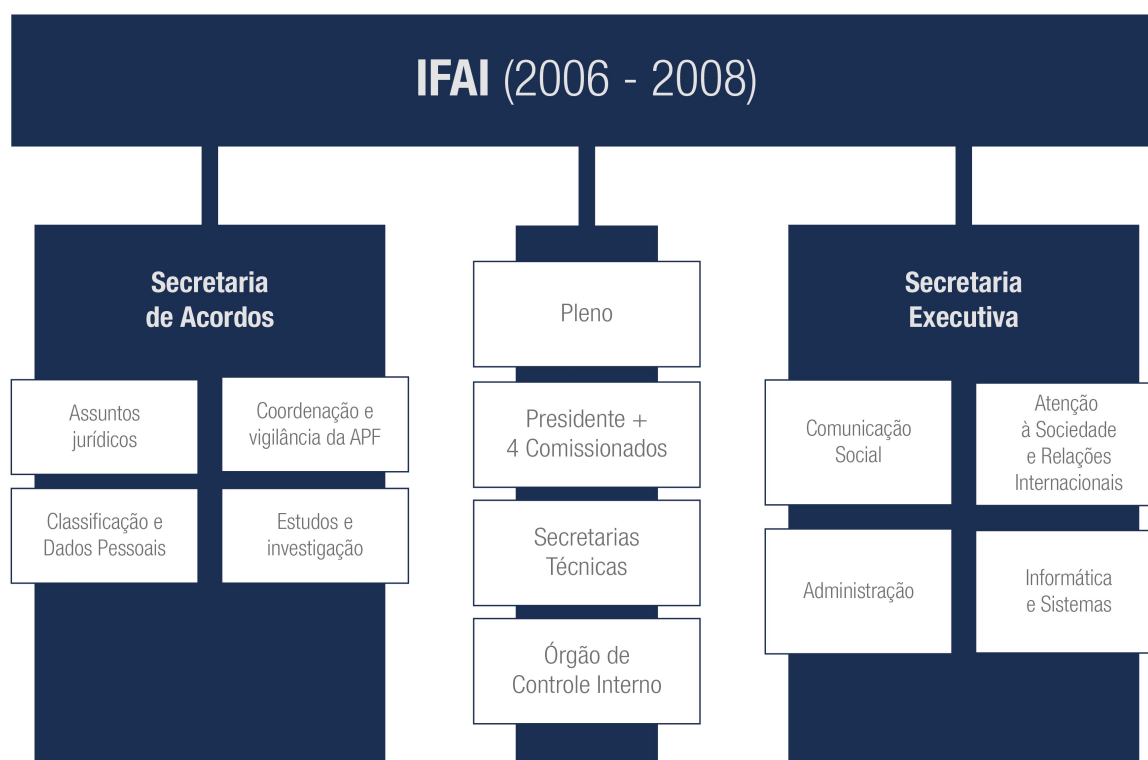 IFAI (2006 - 2008)
Secretaria
de Acordos
Assuntos
jurídicos
Coordenação e
vigilância da APF
Classificação e
Dados Pessoais
Estudos e
investigação
Pleno
Presidente +
4 Comissionados
Secretarias
Técnicas
Órgão de
Controle Interno
Secretaria
Executiva
Comunicação
Social
Atenção
à Sociedade
e Relações
Internacionais
Administração
Informática
e Sistemas